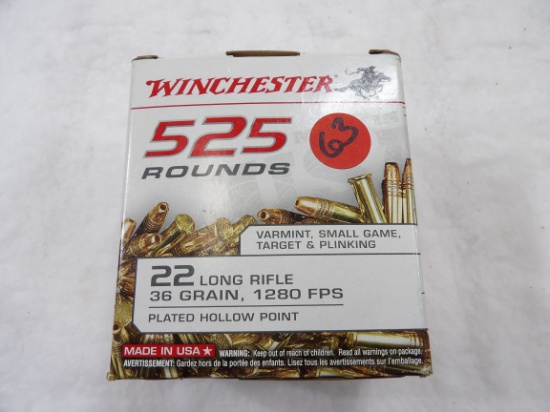 WINCHESTER
525
63
ROUNDS
VARMINT, SMALL GAME,
TARGET & PLINKING
22 LONG RIFLE
36 GRAIN, 1280 FPS
PLATED HOLLOW POINT
MADE IN USA★ WARNING: Keep out of reach of children. Read all warnings on package.
AVERTISSEMENT: Gardez hors de la portée des enfants. Lisez tous les avertissements sur l'emballage.